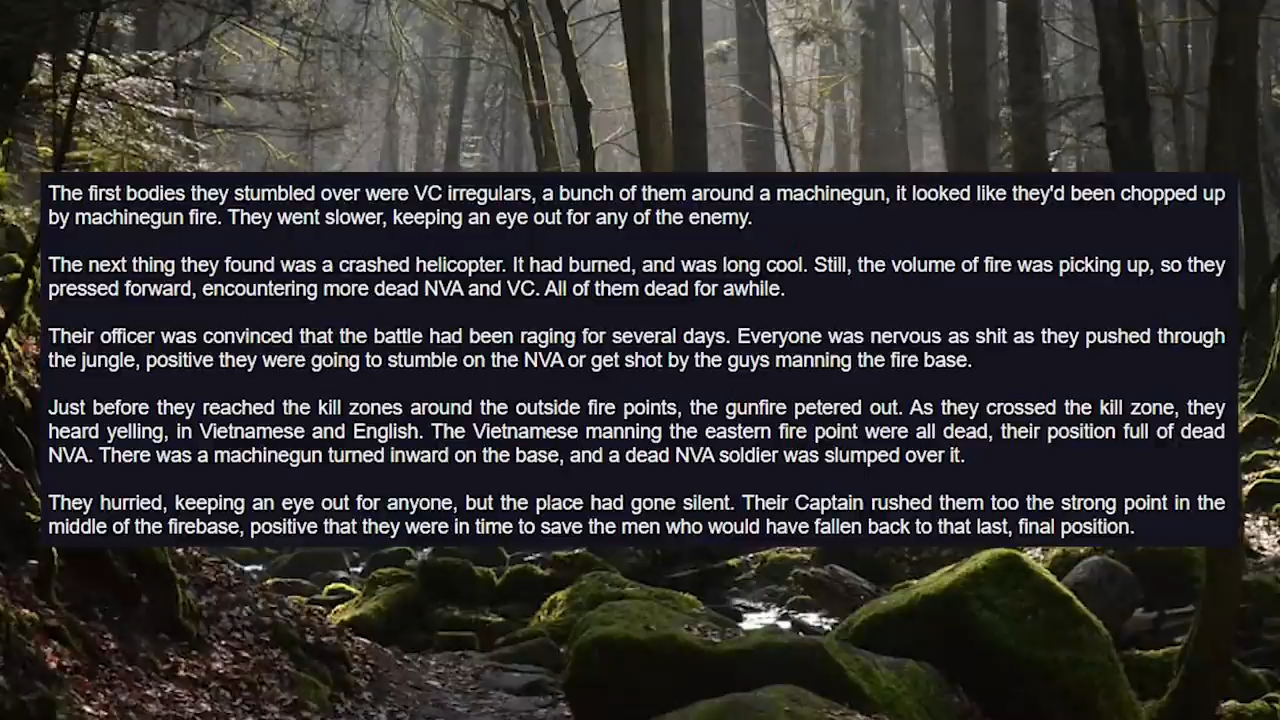 The first bodies they stumbled over were VC irregulars, a bunch of them around a machinegun, it looked like they'd been chopped up
by machinegun fire. They went slower, keeping an eye out for any of the enemy.
The next thing they found was a crashed helicopter. It had burned, and was long cool. Still, the volume of fire was picking up, so they
pressed forward, encountering more dead NVA and VC. All of them dead for awhile.
Their officer was convinced that the battle had been raging for several days. Everyone was nervous as shit as they pushed through
the jungle, positive they were going to stumble on the NVA or get shot by the guys manning the fire base.
Just before they reached the kill zones around the outside fire points, the gunfire petered out. As they crossed the kill zone, they
heard yelling, in Vietnamese and English. The Vietnamese manning the eastern fire point were all dead, their position full of dead
NVA. There was a machinegun turned inward on the base, and a dead NVA soldier was slumped over it.
They hurried, keeping an eye out for anyone, but the place had gone silent. Their Captain rushed them too the strong point in the
middle of the firebase, positive that they were in time to save the men who would have fallen back to that last, final position.